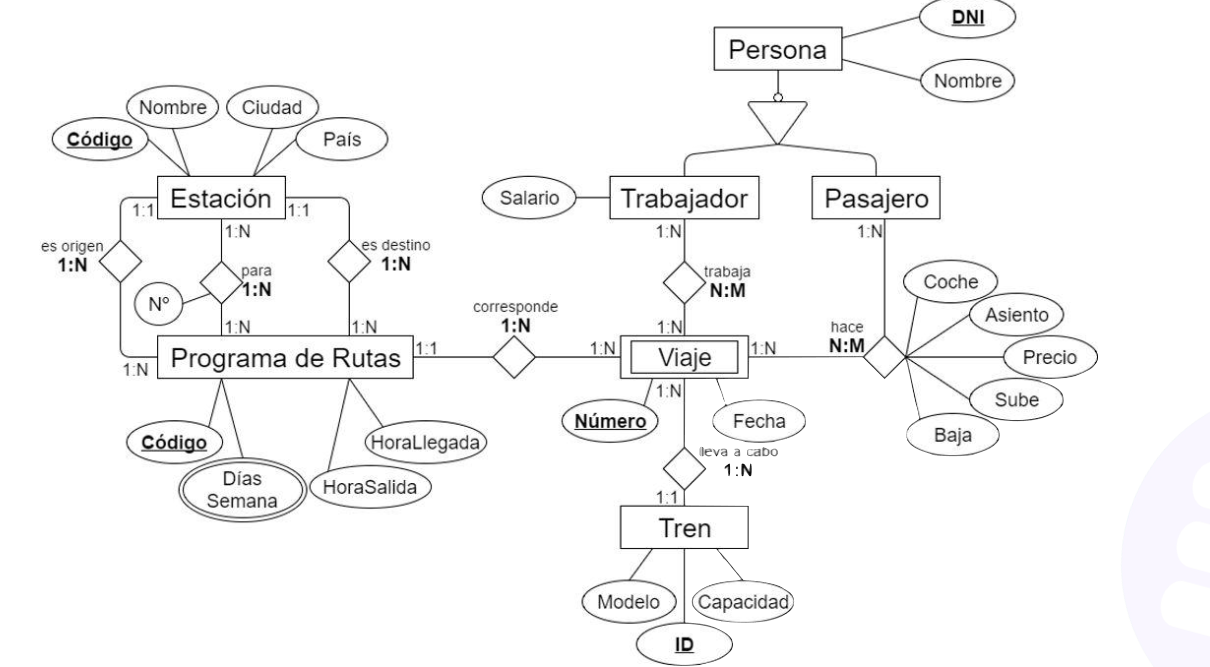 DNI
Persona
Nombre
Nombre
Ciudad
Código
País
Estación
Salario
Trabajador
Pasajero
1:1
1:1
1:N
1:N
1:N
es origen
1:N
es destino
1:N
para
1:N
trabaja
N:M
Nº
Coche
Asiento
corresponde
1:N
hace
N:M
1:N
1:N
1:N
1:N
Programa de Rutas
1:1
1:N
Viaje
1:N
Precio
1:N
Sube
Número
Fecha
Baja
Código
HoraLlegada
Días
Semana
HoraSalida
lleva a cabo
1:N
1:1
Tren
Modelo
Capacidad
ID